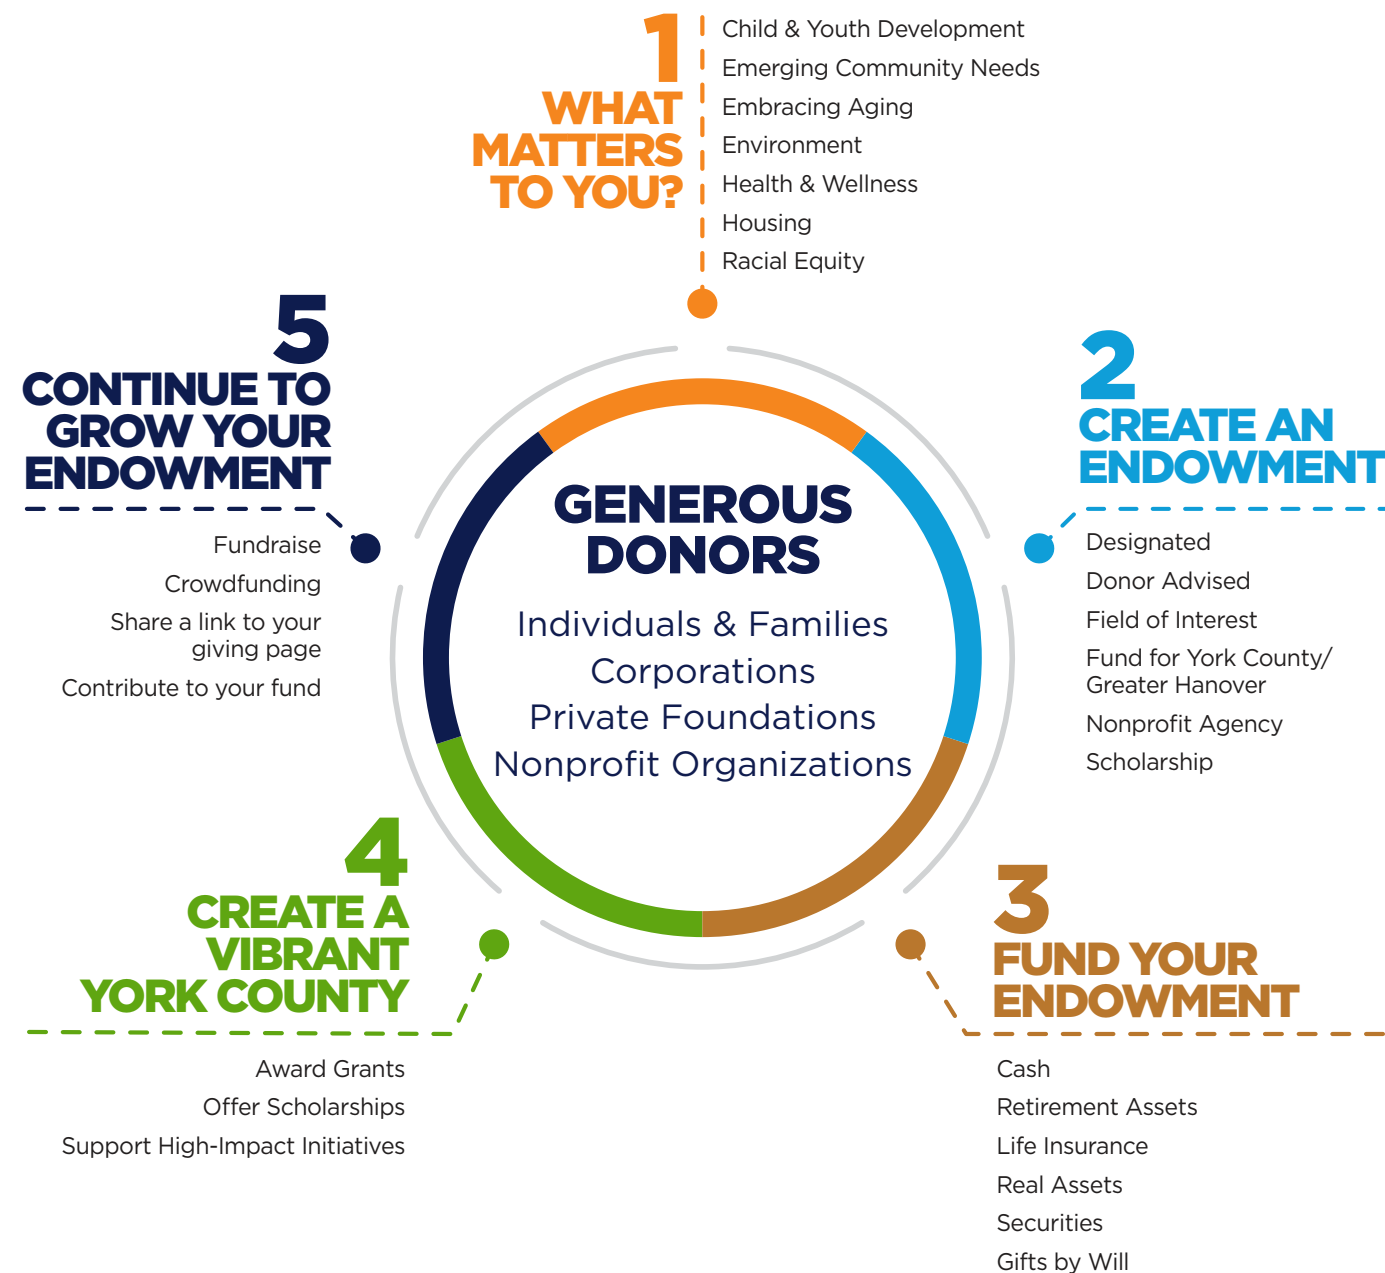 1
WHAT
MATTERS
TO YOU?
Child & Youth Development
Emerging Community Needs
Embracing Aging
Environment
Health & Wellness
Housing
Racial Equity
2
CREATE AN
ENDOWMENT
Designated
Donor Advised
Field of Interest
Fund for York County/
Greater Hanover
Nonprofit Agency
Scholarship
3
FUND YOUR
ENDOWMENT
Cash
Retirement Assets
Life Insurance
Real Assets
Securities
Gifts by Will
4
CREATE A
VIBRANT
YORK COUNTY
Award Grants
Offer Scholarships
Support High-Impact Initiatives
5
CONTINUE TO
GROW YOUR
ENDOWMENT
Fundraise
Crowdfunding
Share a link to your
giving page
Contribute to your fund
GENEROUS
DONORS
Individuals & Families
Corporations
Private Foundations
Nonprofit Organizations